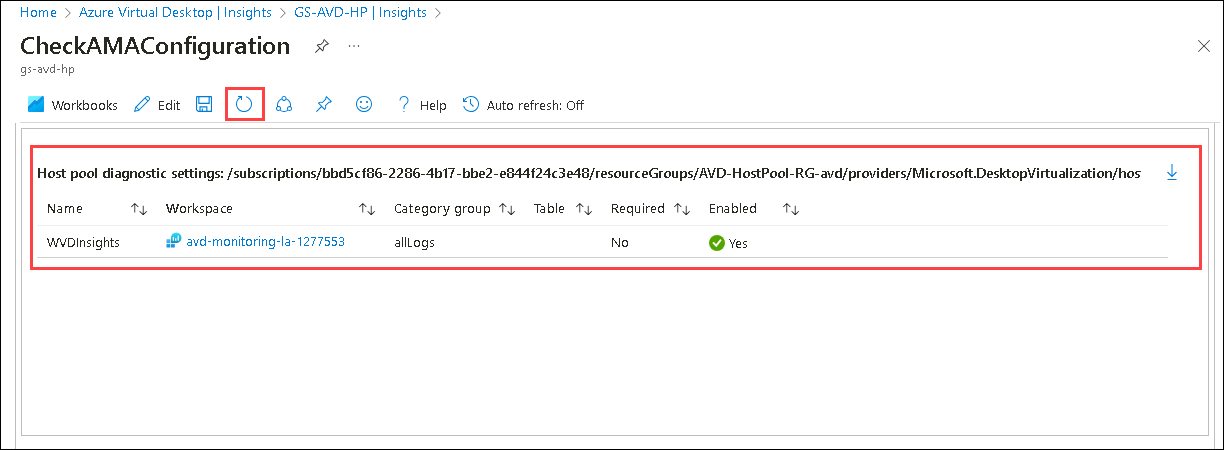 Home > Azure Virtual Desktop | Insights > GS-AVD-HP | Insights >
CheckAMAConfiguration
gs-avd-hp
Workbooks Edit Help Auto refresh: Off
Host pool diagnostic settings: /subscriptions/bbd5cf86-2286-4b17-bbe2-e844f24c3e48/resourceGroups/AVD-HostPool-RG-avd/providers/Microsoft.DesktopVirtualization/hos
Name Workspace Category group Table Required Enabled
WVDInsights avd-monitoring-la-1277553 allLogs No Yes